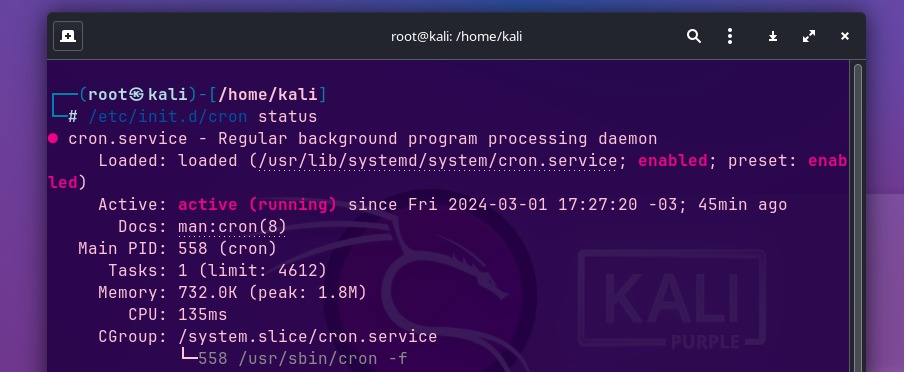 root@kali: /home/kali
┌──(root㉿kali)-[/home/kali]
└─# /etc/init.d/cron status
● cron.service - Regular background program processing daemon
     Loaded: loaded (/usr/lib/systemd/system/cron.service; enabled; preset: enab
led)
     Active: active (running) since Fri 2024-03-01 17:27:20 -03; 45min ago
       Docs: man:cron(8)
   Main PID: 558 (cron)
      Tasks: 1 (limit: 4612)
     Memory: 732.0K (peak: 1.8M)
        CPU: 135ms
     CGroup: /system.slice/cron.service
             └─558 /usr/sbin/cron -f
KALI
PURPLE